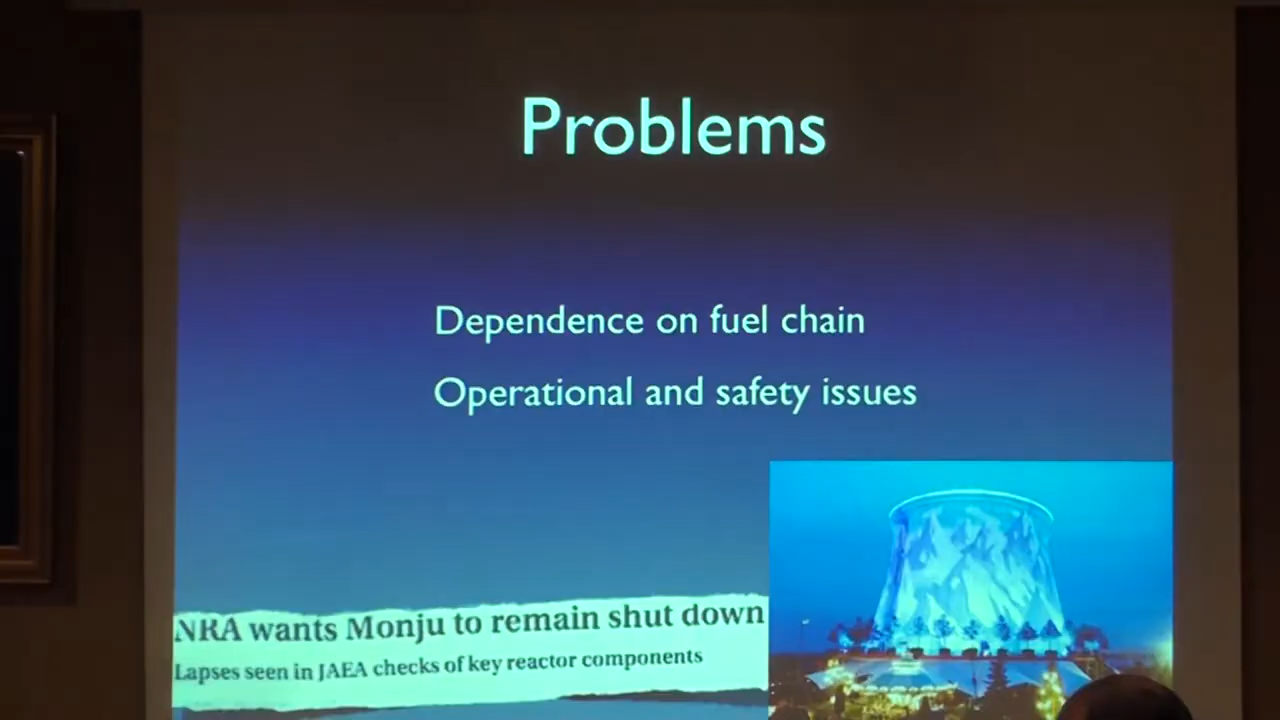 Problems
Dependence on fuel chain
Operational and safety issues
NRA wants Monju to remain shut down
Lapses seen in JAEA checks of key reactor components